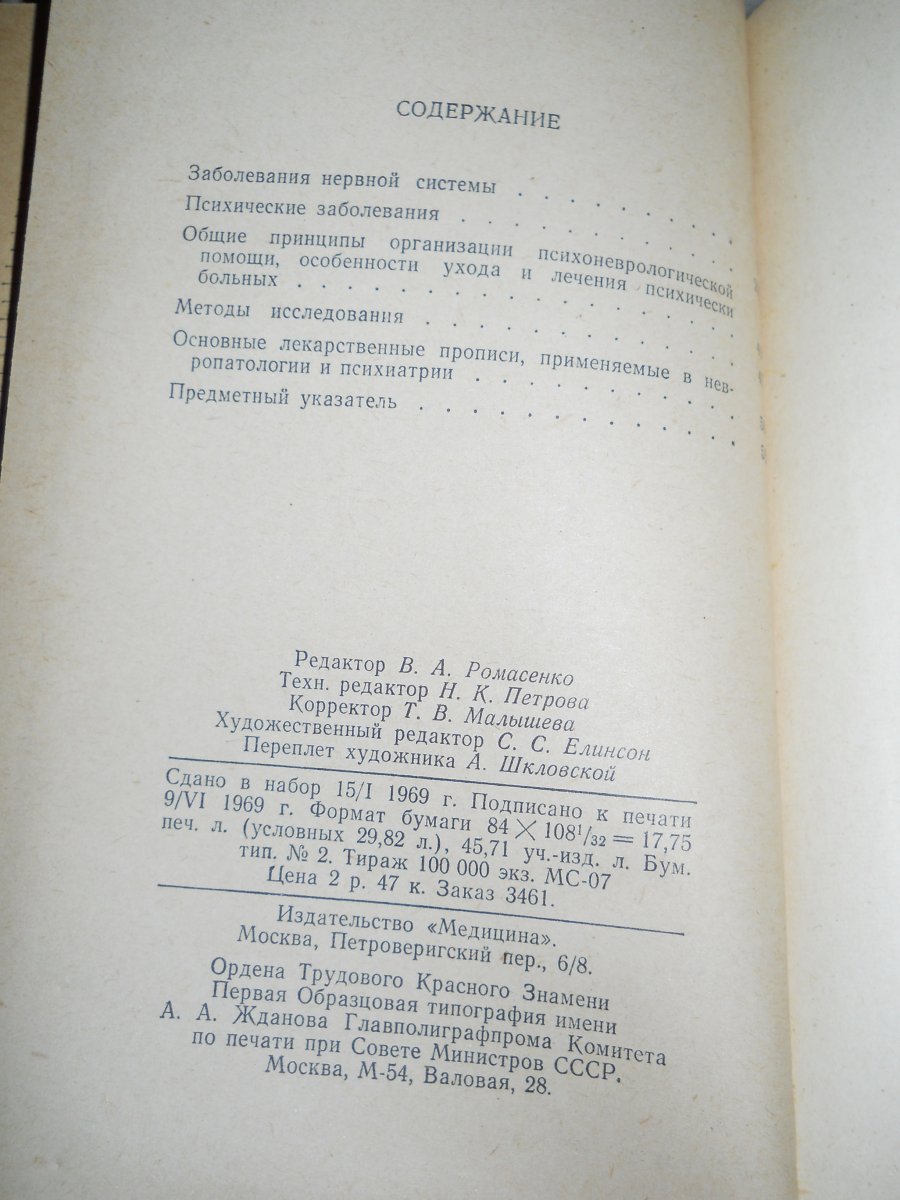 СОДЕРЖАНИЕ
Заболевания нервной системы . . . . . . .
Психические заболевания . . . . . . . .
Общие принципы организации психоневрологической
помощи, особенности ухода и лечения психически
больных . . . . . . . . . . . .
Методы исследования . . . . . . . . .
Основные лекарственные прописи, применяемые в нев-
ропатологии и психиатрии . . . . . . . .
Предметный указатель . . . . . . . . . .
Редактор В. А. Ромасенко
Техн. редактор Н. К. Петрова
Корректор Т. В. Малышева
Художественный редактор С. С. Елинсон
Переплет художника А. Шкловской
Сдано в набор 15/I 1969 г. Подписано к печати
9/VI 1969 г. Формат бумаги 84 × 108¹/₃₂ = 17,75
печ. л. (условных 29,82 л.), 45,71 уч.-изд. л. Бум.
тип. № 2. Тираж 100 000 экз. МС-07
Цена 2 р. 47 к. Заказ 3461.
Издательство «Медицина».
Москва, Петроверигский пер., 6/8.
Ордена Трудового Красного Знамени
Первая Образцовая типография имени
А. А. Жданова Главполиграфпрома Комитета
по печати при Совете Министров СССР.
Москва, М-54, Валовая, 28.